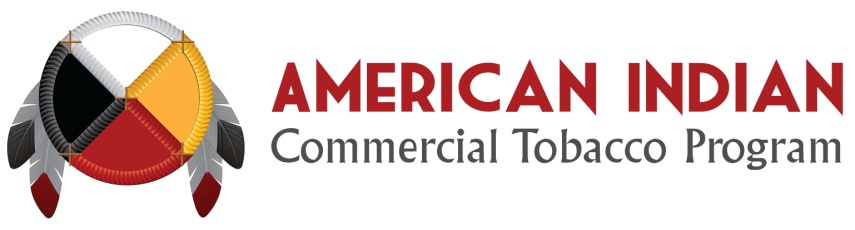 AMERICAN INDIAN
Commercial Tobacco Program